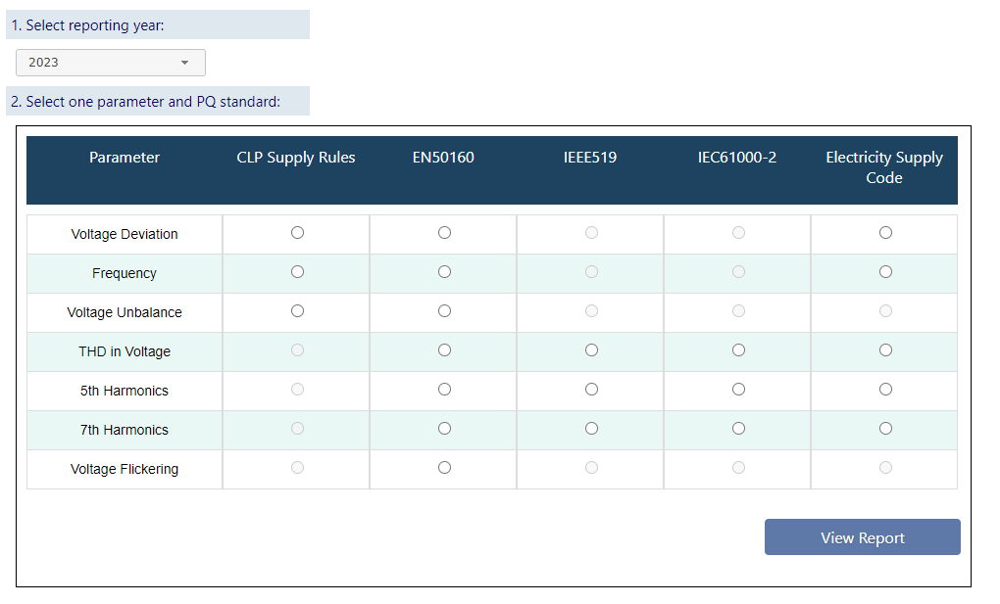 1. Select reporting year:
2023
2. Select one parameter and PQ standard:
Parameter CLP Supply Rules EN50160 IEEE519 IEC61000-2 Electricity Supply
Code
Voltage Deviation
Frequency
Voltage Unbalance
THD in Voltage
5th Harmonics
7th Harmonics
Voltage Flickering
View Report